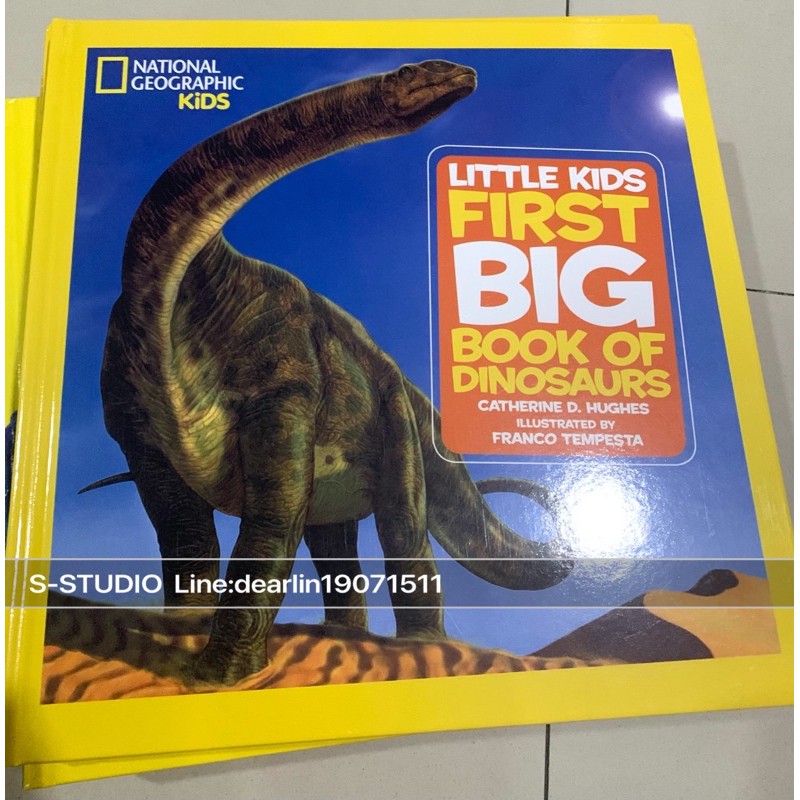 NATIONAL
GEOGRAPHIC
KiDS
LITTLE KIDS
FIRST
BIG
BOOK OF
DINOSAURS
CATHERINE D. HUGHES
ILLUSTRATED BY
FRANCO TEMPESTA
S-STUDIO Line:dearlin19071511